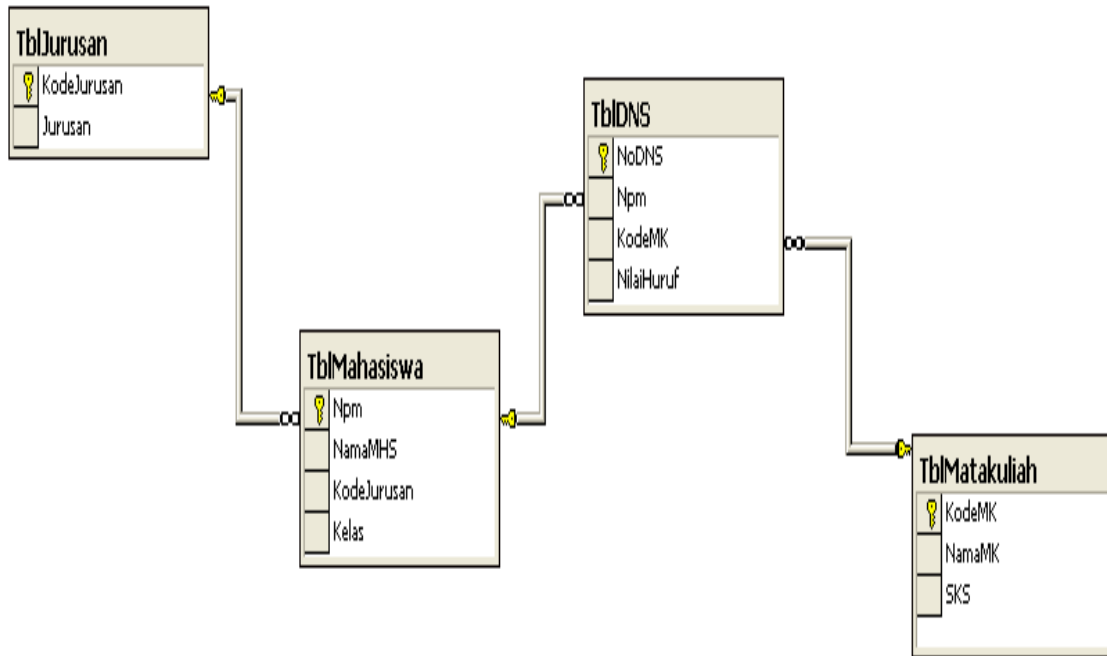 TblJurusan
KodeJurusan
Jurusan
TblDNS
NoDNS
Npm
KodeMK
NilaiHuruf
TblMahasiswa
Npm
NamaMHS
KodeJurusan
Kelas
TblMatakuliah
KodeMK
NamaMK
SKS